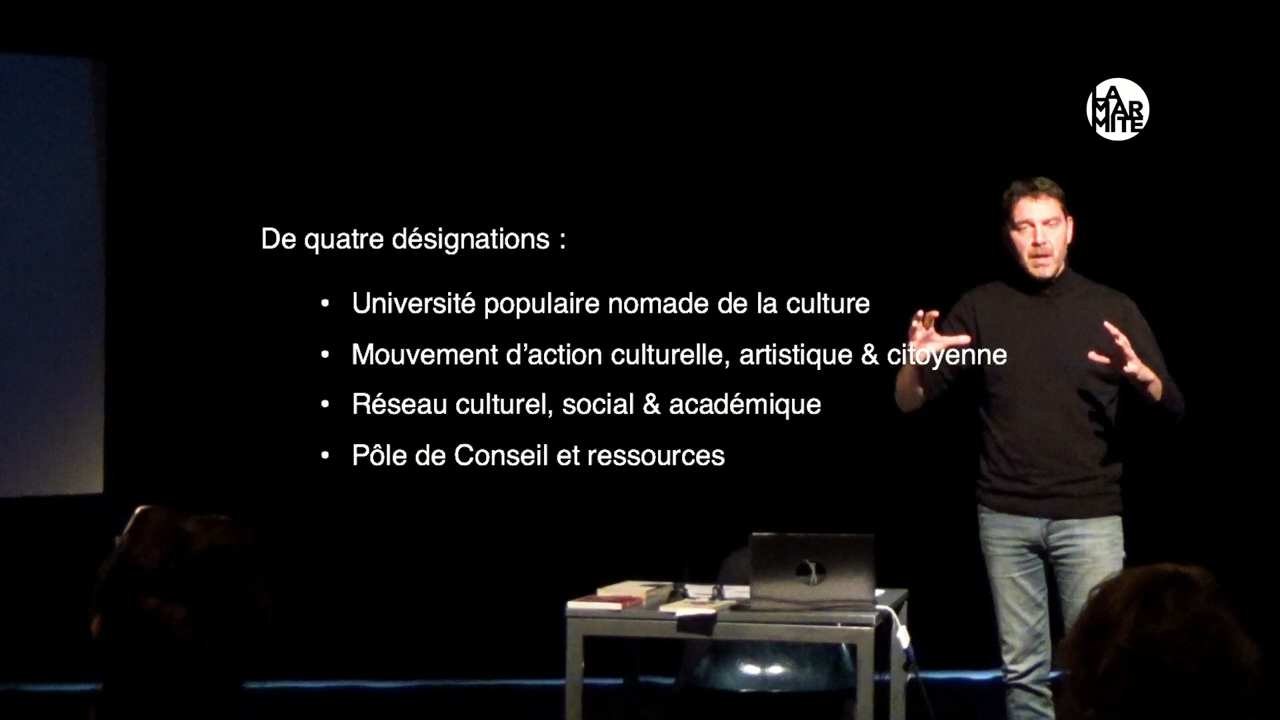 LA
MAR
MITE
De quatre désignations :
• Université populaire nomade de la culture
• Mouvement d’action culturelle, artistique & citoyenne
• Réseau culturel, social & académique
• Pôle de Conseil et ressources